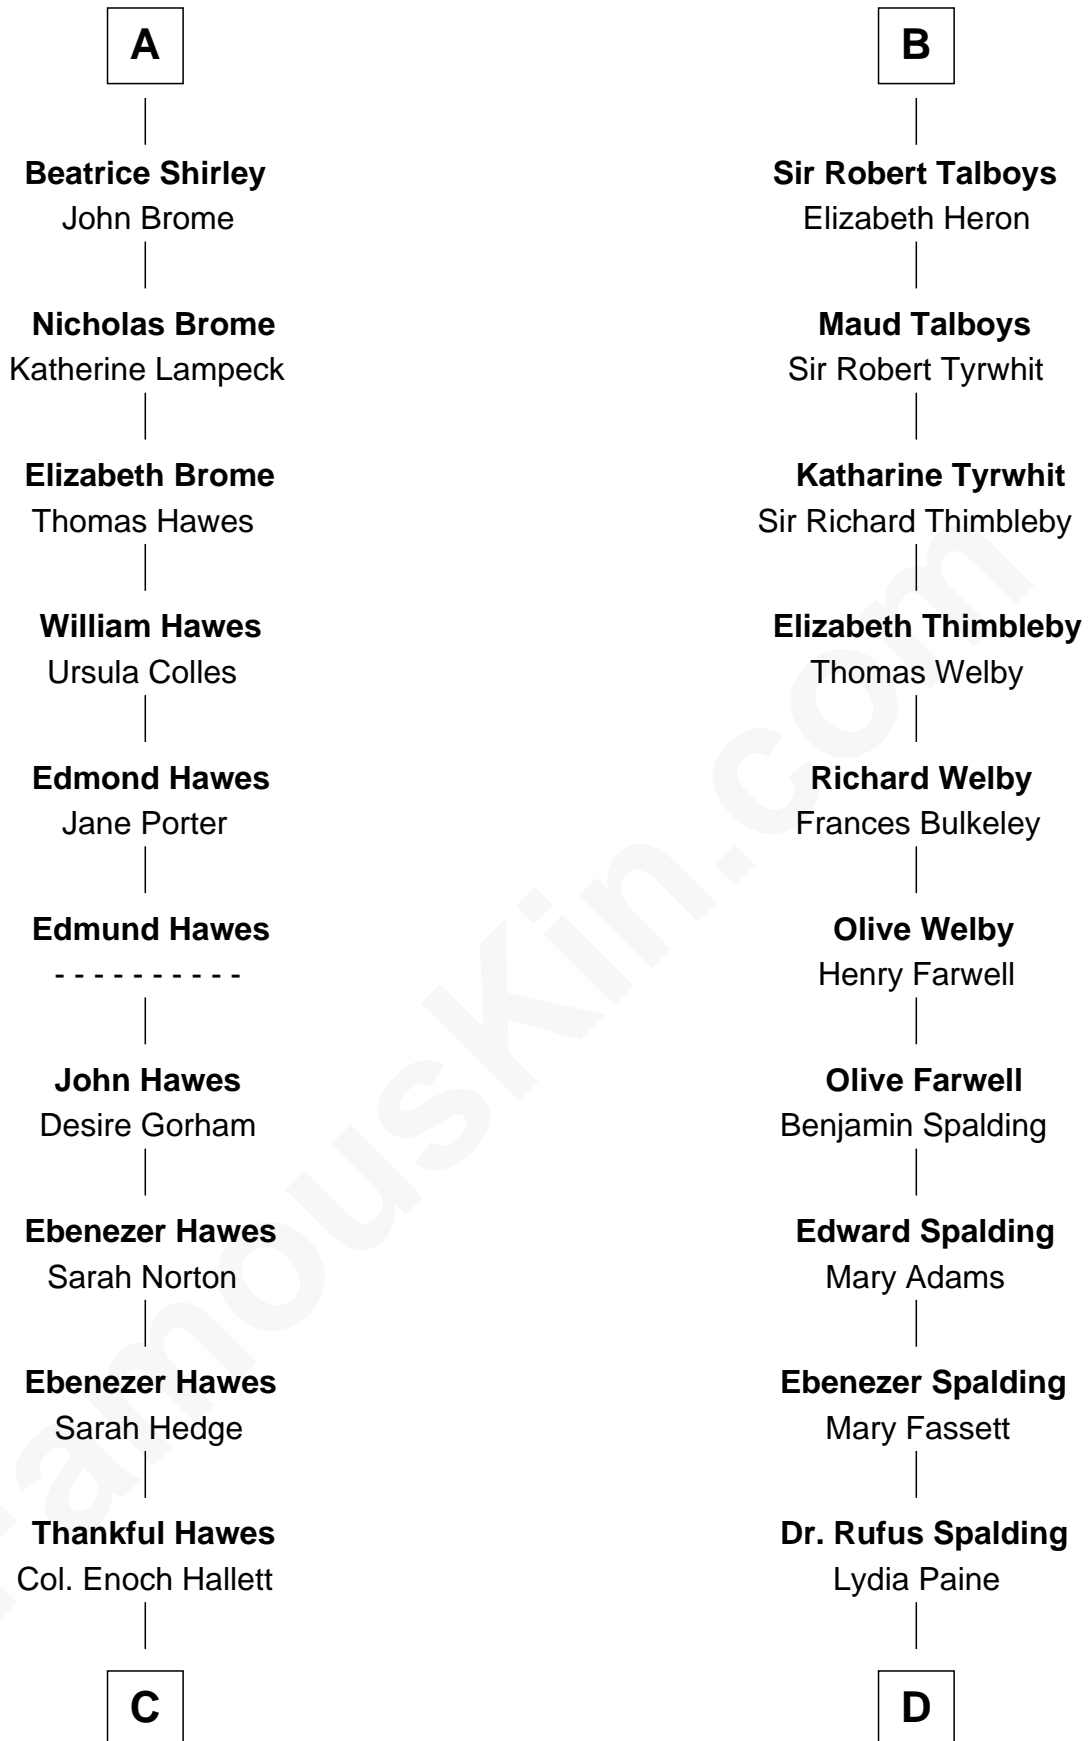 A
Beatrice Shirley
John Brome
Nicholas Brome
Katherine Lampeck
Elizabeth Brome
Thomas Hawes
William Hawes
Ursula Colles
Edmond Hawes
Jane Porter
Edmund Hawes
- - - - - - - - - -
John Hawes
Desire Gorham
Ebenezer Hawes
Sarah Norton
Ebenezer Hawes
Sarah Hedge
Thankful Hawes
Col. Enoch Hallett
C
B
Sir Robert Talboys
Elizabeth Heron
Maud Talboys
Sir Robert Tyrwhit
Katharine Tyrwhit
Sir Richard Thimbleby
Elizabeth Thimbleby
Thomas Welby
Richard Welby
Frances Bulkeley
Olive Welby
Henry Farwell
Olive Farwell
Benjamin Spalding
Edward Spalding
Mary Adams
Ebenezer Spalding
Mary Fassett
Dr. Rufus Spalding
Lydia Paine
D
FamousKin.com